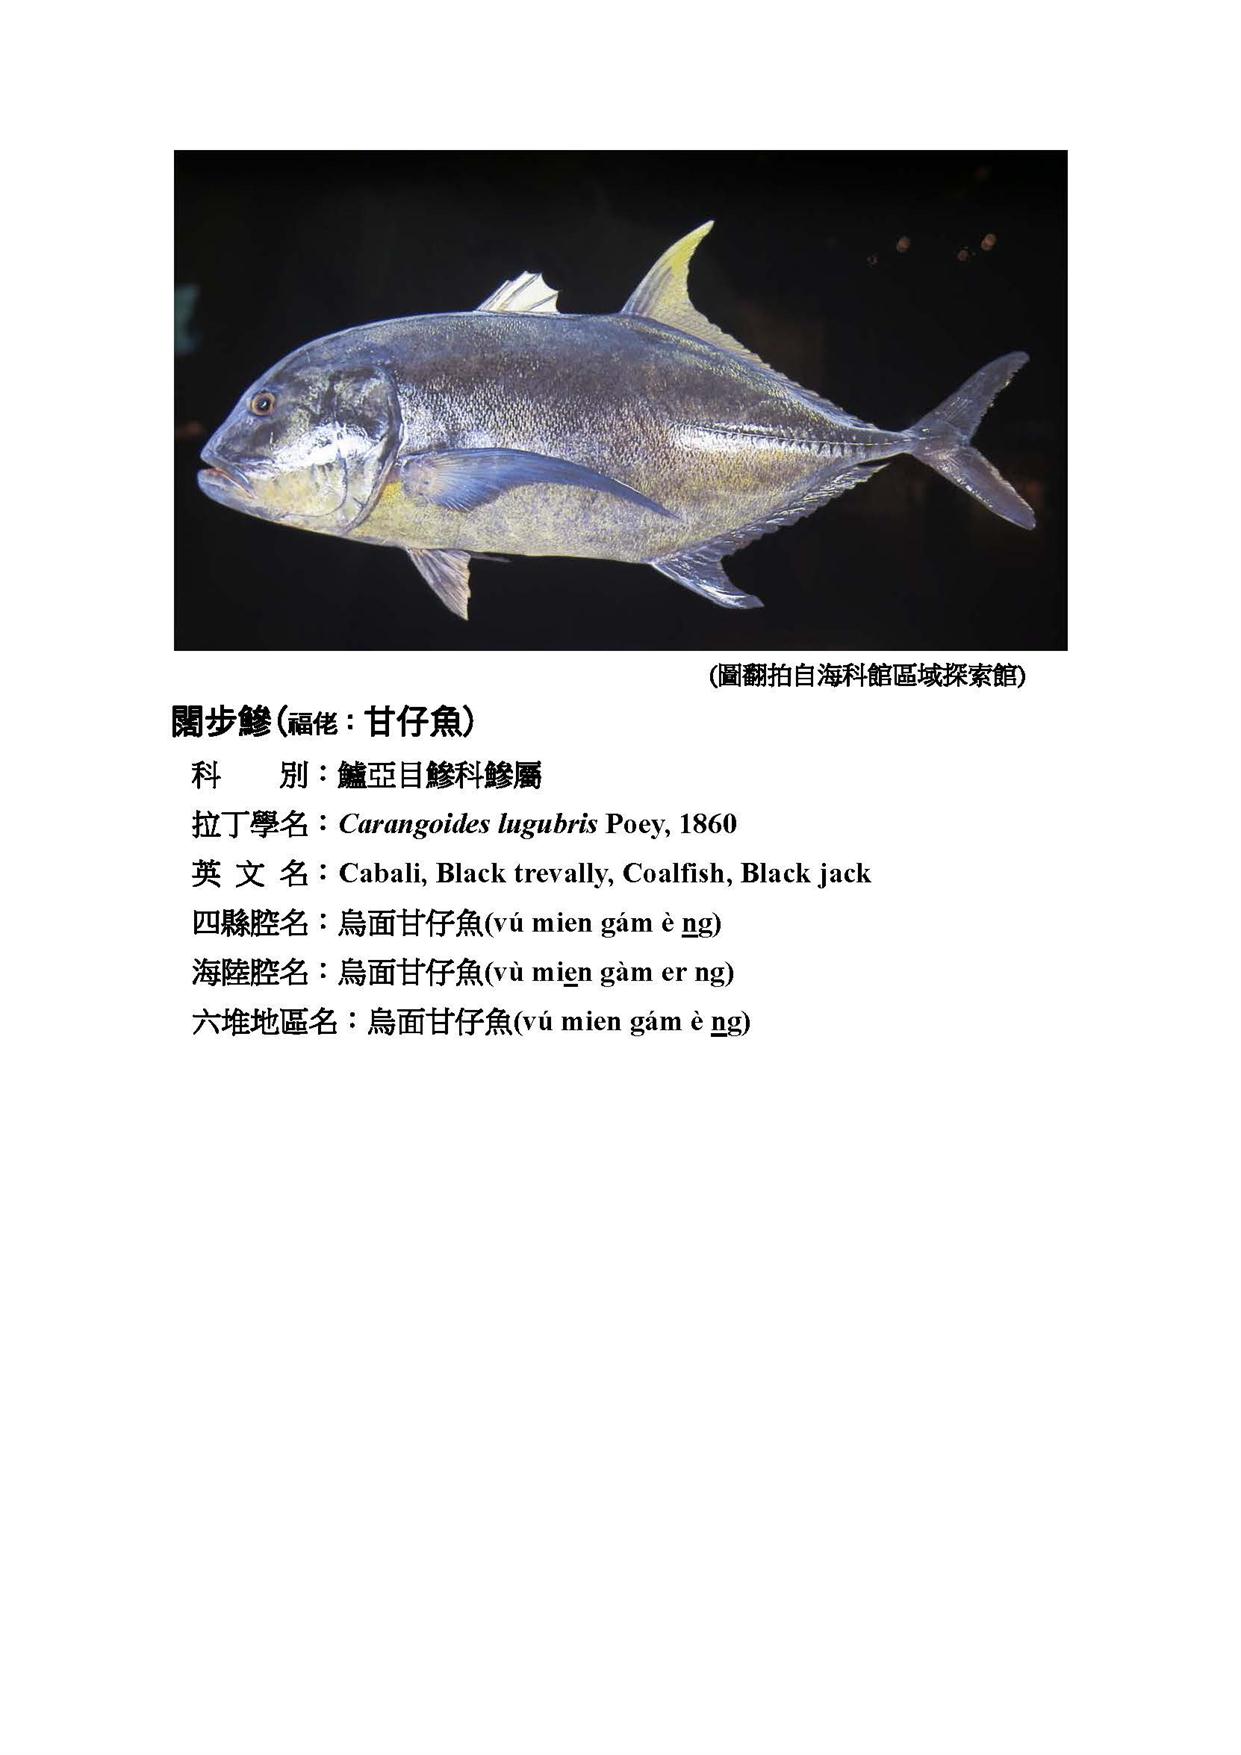 (圖翻拍自海科館區域探索館)
闊步鰺(福佬：甘仔魚)
科　　別：鱸亞目鰺科鰺屬
拉丁學名：Carangoides lugubris Poey, 1860
英 文 名：Cabali, Black trevally, Coalfish, Black jack
四縣腔名：烏面甘仔魚(vú mien gám è ng)
海陸腔名：烏面甘仔魚(vù mien gàm er ng)
六堆地區名：烏面甘仔魚(vú mien gám è ng)